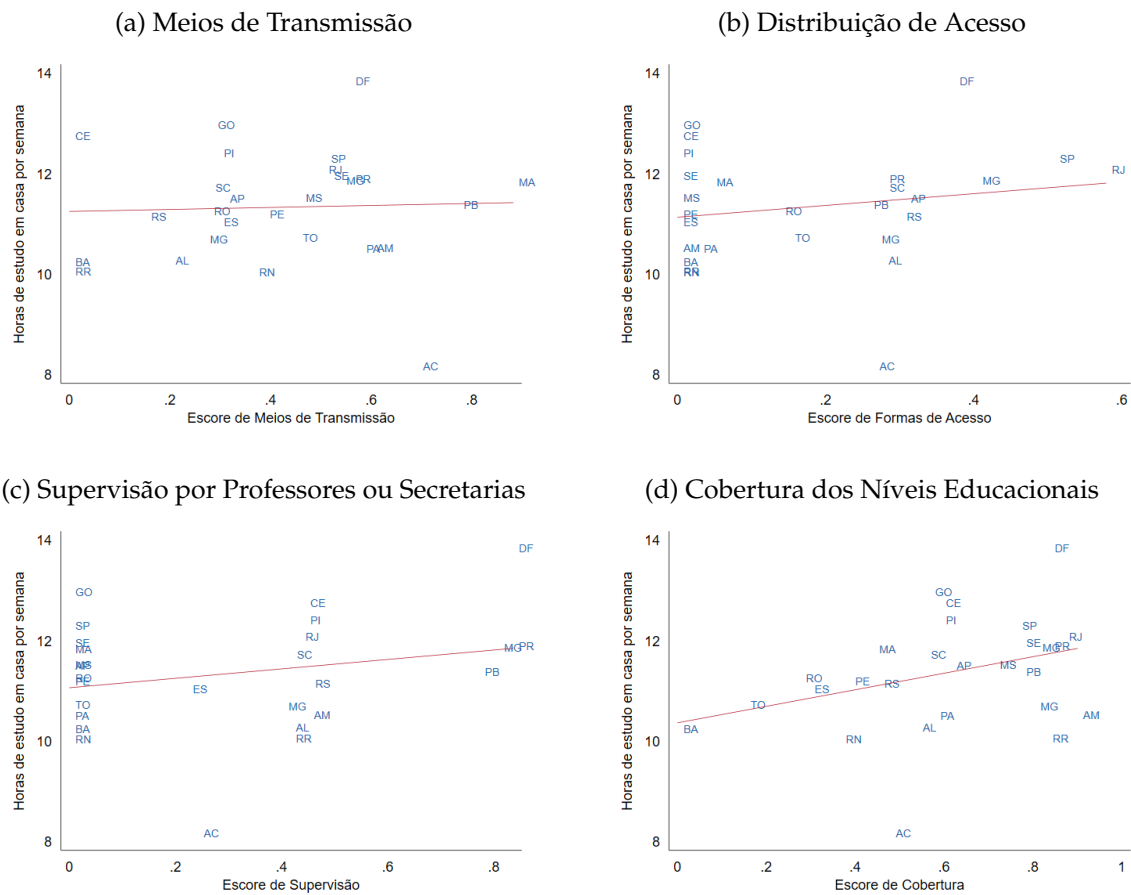 (a) Meios de Transmissão
14
12
10
8
Horas de estudo em casa por semana
DF
GO
CE
PI
SP
RJ
SE
PR
MG
MA
SC
AP
MS
PB
RO
PE
RS
ES
MG
TO
PA
AM
BA
AL
RR
RN
AC
0 .2 .4 .6 .8
Escore de Meios de Transmissão
(b) Distribuição de Acesso
14
12
10
8
Horas de estudo em casa por semana
DF
GO
CE
PI
SP
RJ
SE
MA
PR
MG
SC
MS
AP
PB
PE
RO
RS
ES
TO
MG
AM
PA
BA
AL
RN
AC
0 .2 .4 .6
Escore de Formas de Acesso
(c) Supervisão por Professores ou Secretarias
14
12
10
8
Horas de estudo em casa por semana
DF
GO
CE
PI
SP
RJ
SE
MA
MG
PR
SC
MS
PB
RO
PE
RS
ES
TO
MG
PA
AM
BA
AL
RN
RR
AC
0 .2 .4 .6 .8
Escore de Supervisão
(d) Cobertura dos Níveis Educacionais
14
12
10
8
Horas de estudo em casa por semana
DF
GO
CE
PI
SP
RJ
SE
MA
MG
PR
SC
AP
MS
PB
RO
PE
RS
ES
TO
MG
PA
AM
BA
AL
RN
RR
AC
0 .2 .4 .6 .8 1
Escore de Cobertura